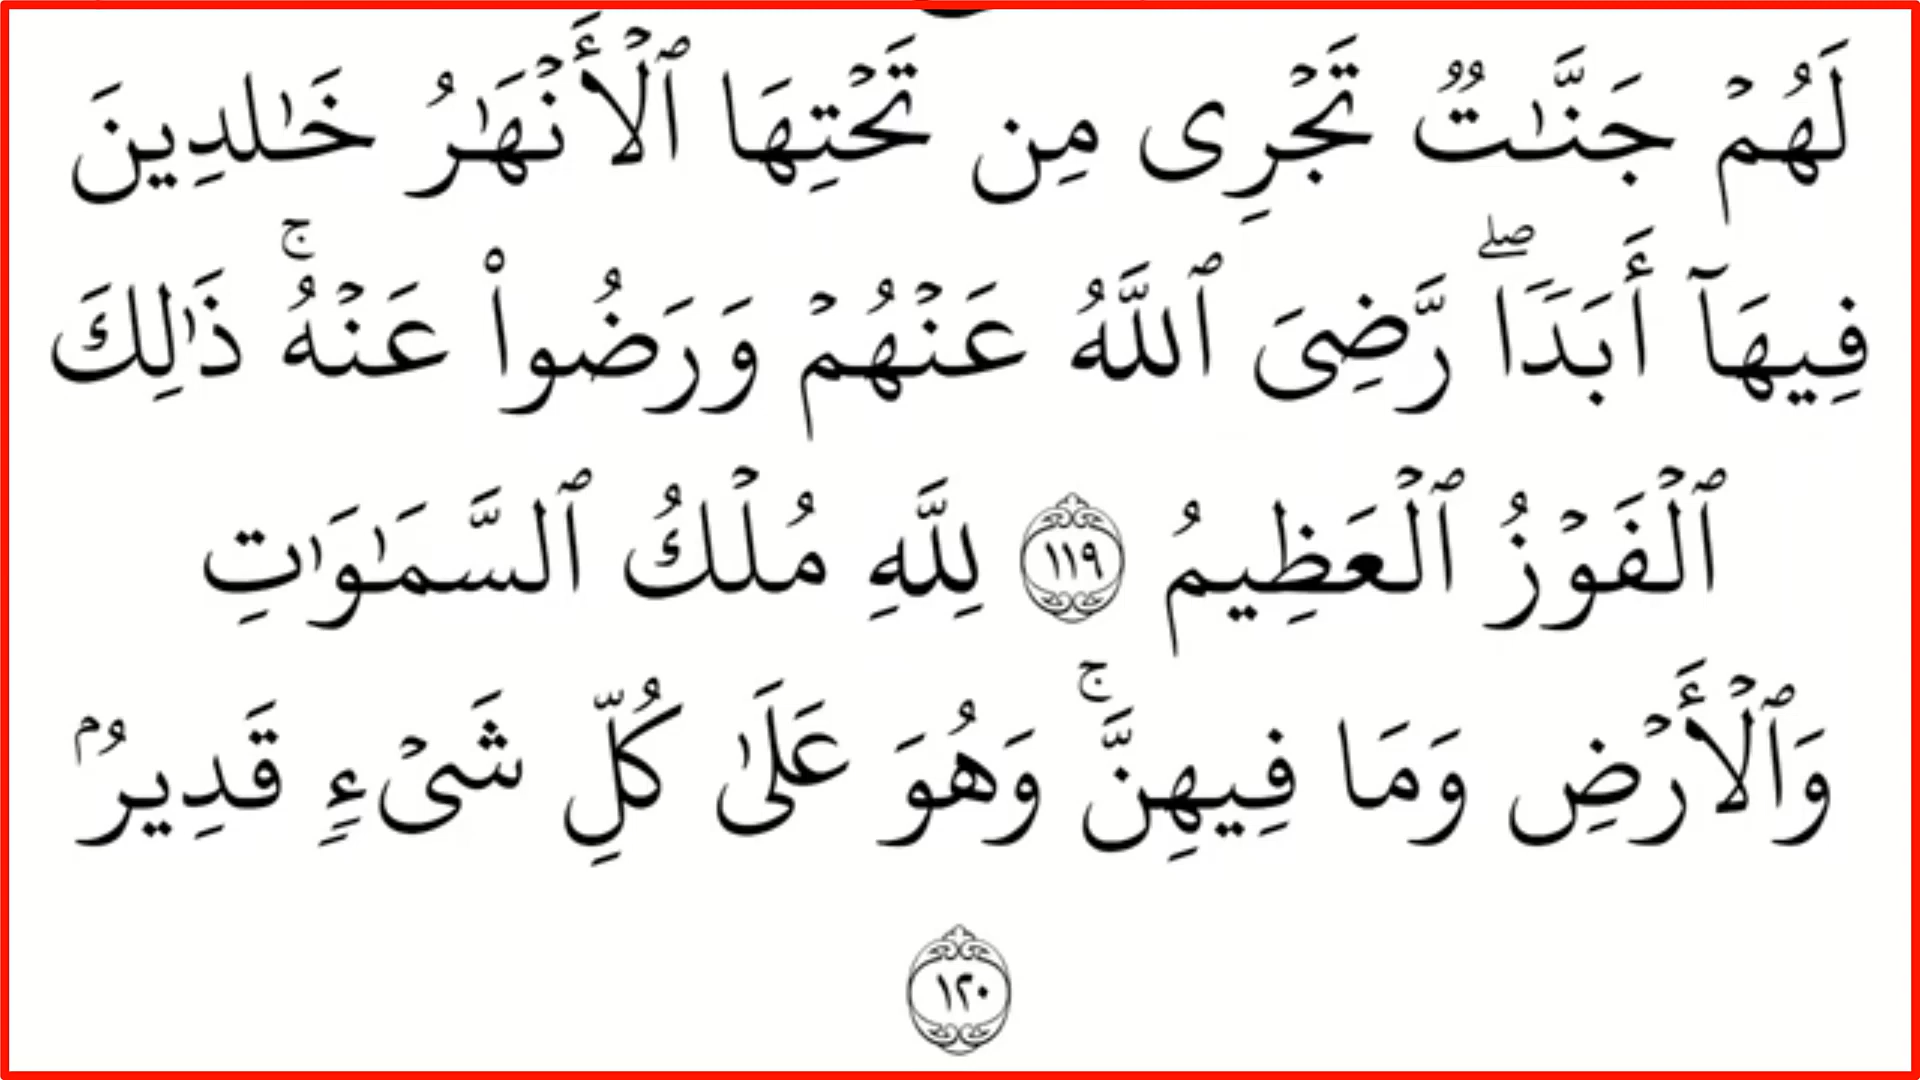 لَهُمۡ جَنَّٰتٞ تَجۡرِي مِن تَحۡتِهَا ٱلۡأَنۡهَٰرُ خَٰلِدِينَ
فِيهَآ أَبَدٗاۖ رَّضِيَ ٱللَّهُ عَنۡهُمۡ وَرَضُواْ عَنۡهُۚ ذَٰلِكَ
ٱلۡفَوۡزُ ٱلۡعَظِيمُ ١١٩ لِلَّهِ مُلۡكُ ٱلسَّمَٰوَٰتِ
وَٱلۡأَرۡضِ وَمَا فِيهِنَّۚ وَهُوَ عَلَىٰ كُلِّ شَيۡءٖ قَدِيرُۢ
١٢٠